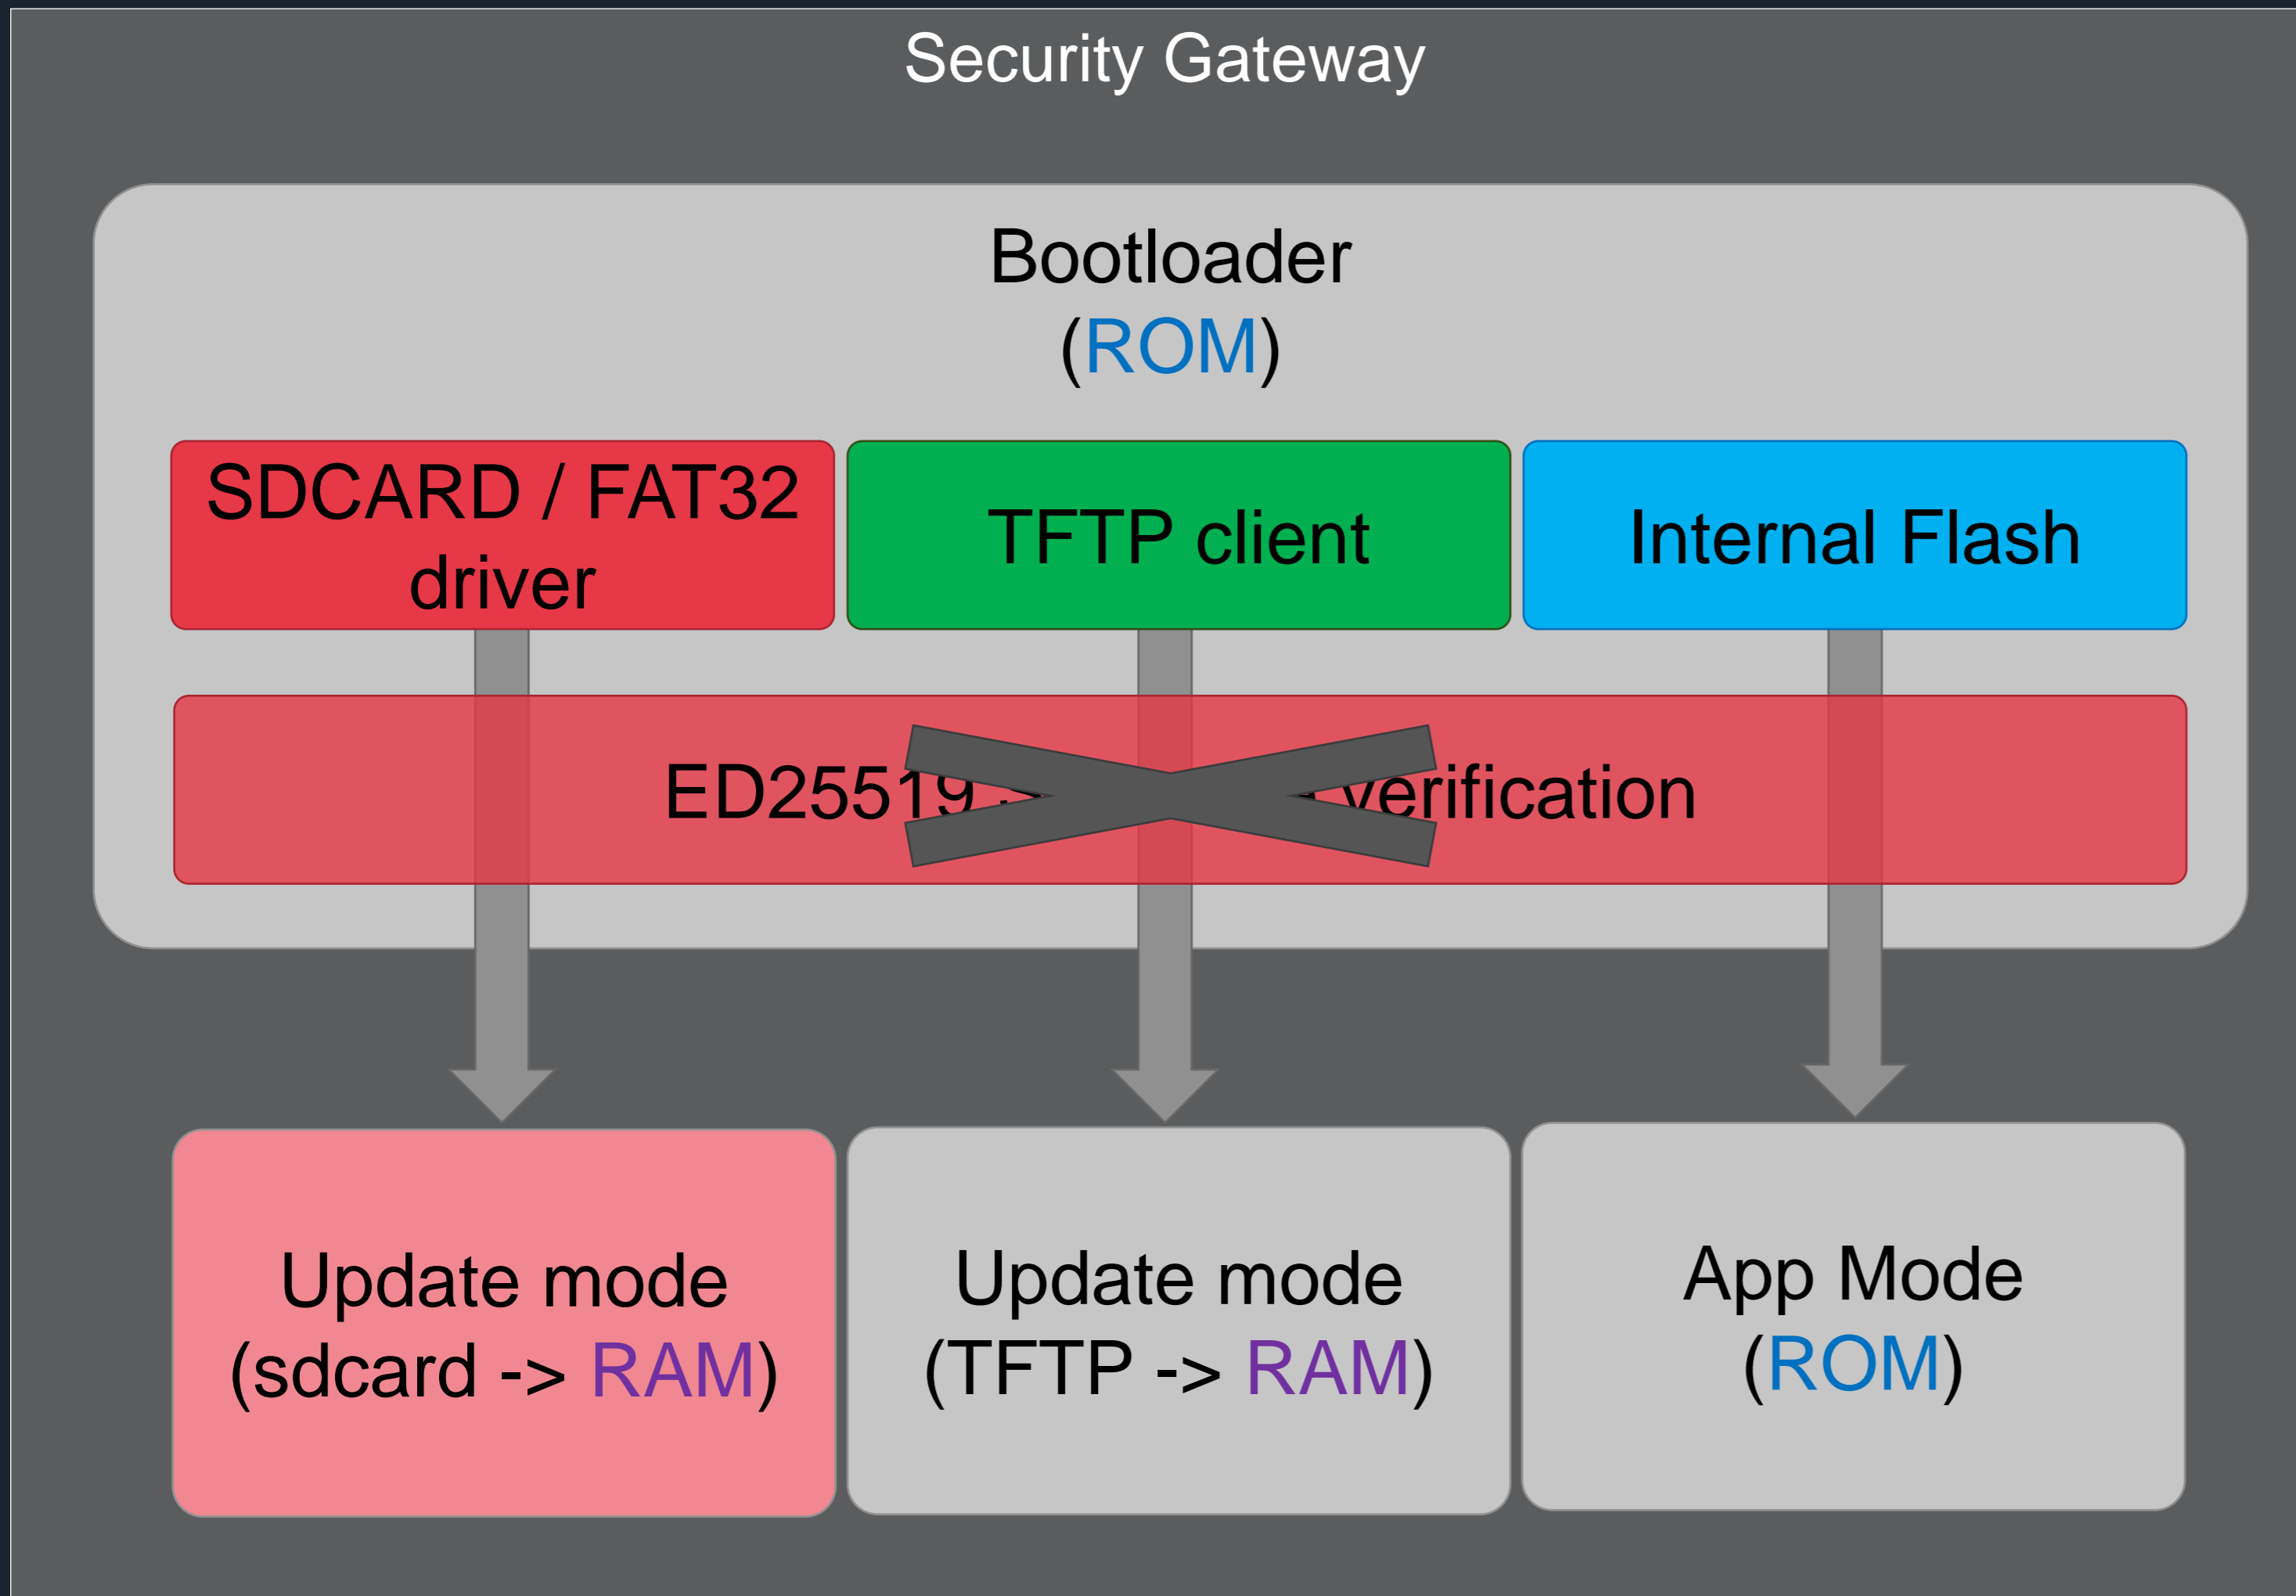 Security Gateway
Bootloader
(ROM)
SDCARD / FAT32
driver
TFTP client
Internal Flash
ED25519 verification
Update mode
(sdcard -> RAM)
Update mode
(TFTP -> RAM)
App Mode
(ROM)